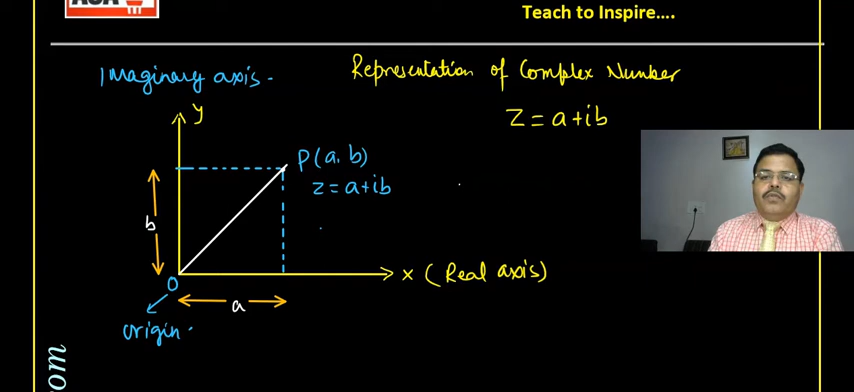 Teach to Inspire....
Imaginary axis.
Representation of Complex Number
y
z = a+ib
P(a, b)
z = a+ib
b
x (Real axis)
O
a
origin.
om